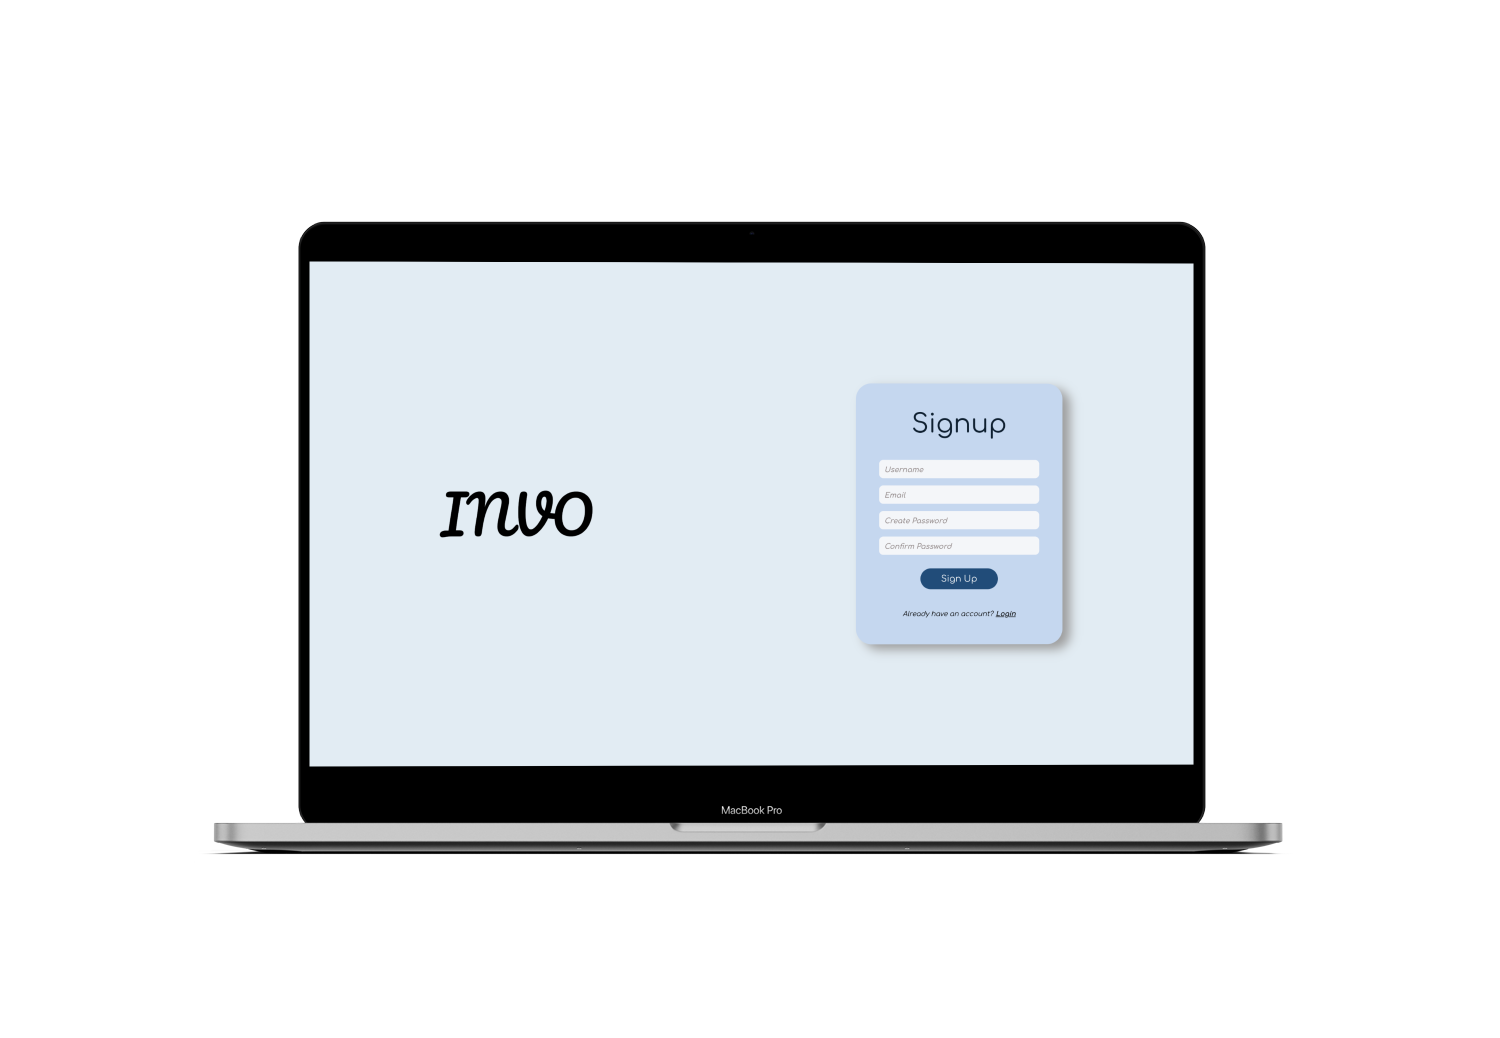 INVO
Signup
Username
Email
Create Password
Confirm Password
Sign Up
Already have an account? Login
MacBook Pro